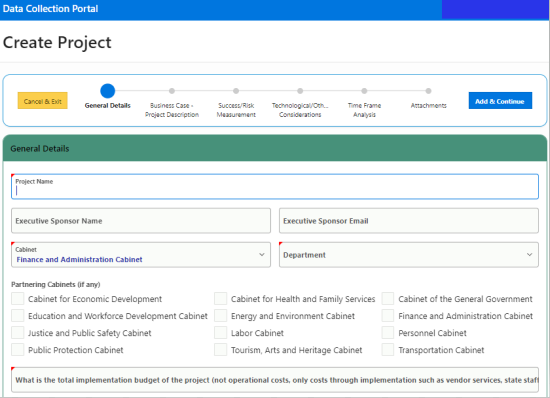 Data Collection Portal
Create Project
Cancel & Exit
General Details
Business Case -
Project Description
Success/Risk
Measurement
Technological/Oth...
Considerations
Time Frame
Analysis
Attachments
Add & Continue
General Details
Project Name
Executive Sponsor Name
Executive Sponsor Email
Cabinet
Finance and Administration Cabinet
Department
Partnering Cabinets (if any)
Cabinet for Economic Development
Cabinet for Health and Family Services
Cabinet of the General Government
Education and Workforce Development Cabinet
Energy and Environment Cabinet
Finance and Administration Cabinet
Justice and Public Safety Cabinet
Labor Cabinet
Personnel Cabinet
Public Protection Cabinet
Tourism, Arts and Heritage Cabinet
Transportation Cabinet
What is the total implementation budget of the project (not operational costs, only costs through implementation such as vendor services, state staff